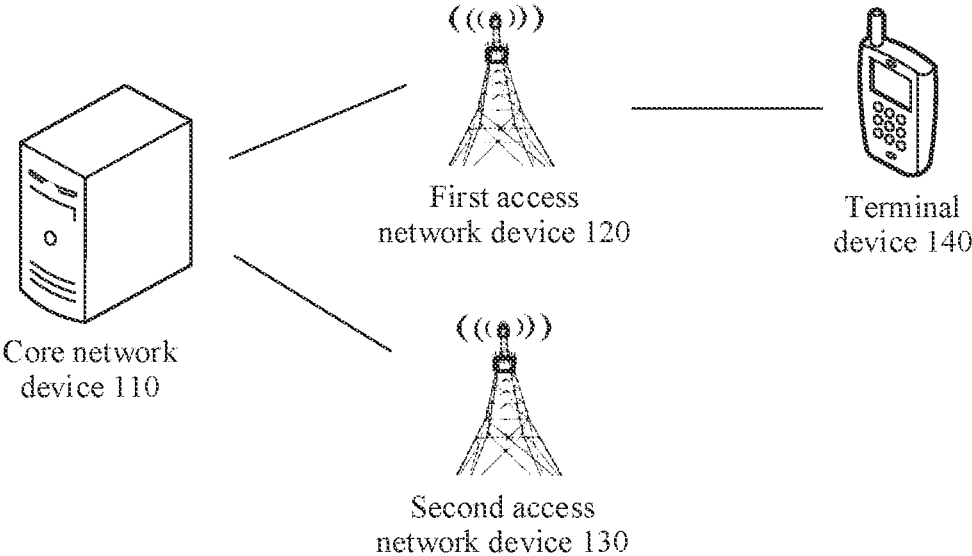 First access
network device 120
Terminal
device 140
Core network
device 110
Second access
network device 130